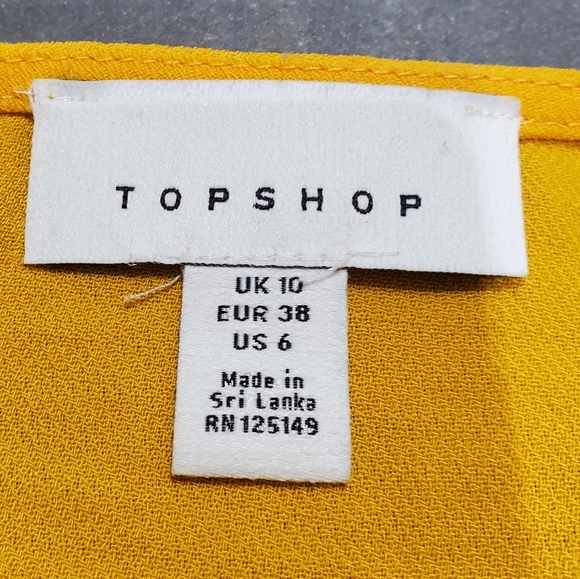 TOPSHOP
UK 10
EUR 38
US 6
Made in
Sri Lanka
RN 125149